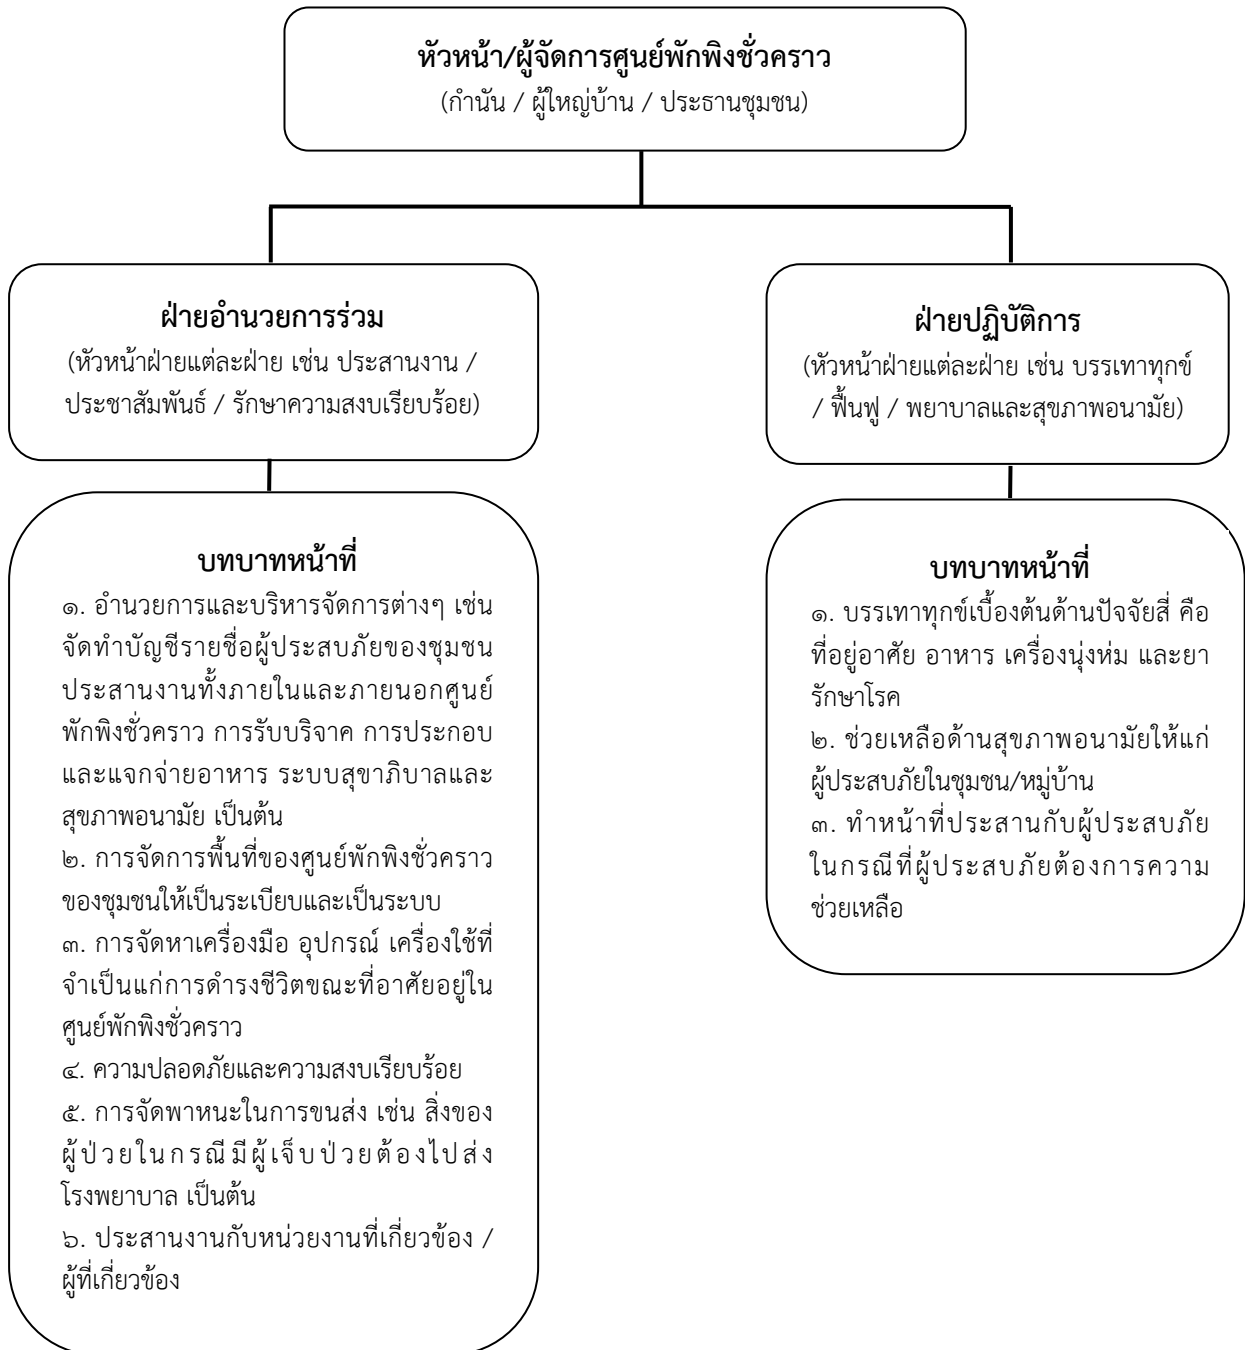 หัวหน้า/ผู้จัดการศูนย์พักพิงชั่วคราว
(กำนัน / ผู้ใหญ่บ้าน / ประธานชุมชน)
ฝ่ายอำนวยการร่วม
(หัวหน้าฝ่ายแต่ละฝ่าย เช่น ประสานงาน /
ประชาสัมพันธ์ / รักษาความสงบเรียบร้อย)
ฝ่ายปฏิบัติการ
(หัวหน้าฝ่ายแต่ละฝ่าย เช่น บรรเทาทุกข์
/ ฟื้นฟู / พยาบาลและสุขภาพอนามัย)
บทบาทหน้าที่
๑. อำนวยการและบริหารจัดการต่างๆ เช่น
จัดทำบัญชีรายชื่อผู้ประสบภัยของชุมชน
ประสานงานทั้งภายในและภายนอกศูนย์
พักพิงชั่วคราว การรับบริจาค การประกอบ
และแจกจ่ายอาหาร ระบบสุขาภิบาลและ
สุขภาพอนามัย เป็นต้น
๒. การจัดการพื้นที่ของศูนย์พักพิงชั่วคราว
ของชุมชนให้เป็นระเบียบและเป็นระบบ
๓. การจัดหาเครื่องมือ อุปกรณ์ เครื่องใช้ที่
จำเป็นแก่การดำรงชีวิตขณะที่อาศัยอยู่ใน
ศูนย์พักพิงชั่วคราว
๔. ความปลอดภัยและความสงบเรียบร้อย
๕. การจัดพาหนะในการขนส่ง เช่น สิ่งของ
ผู้ป่วยในกรณีมีผู้เจ็บป่วยต้องไปส่ง
โรงพยาบาล เป็นต้น
๖. ประสานงานกับหน่วยงานที่เกี่ยวข้อง /
ผู้ที่เกี่ยวข้อง
บทบาทหน้าที่
๑. บรรเทาทุกข์เบื้องต้นด้านปัจจัยสี่ คือ
ที่อยู่อาศัย อาหาร เครื่องนุ่งห่ม และยา
รักษาโรค
๒. ช่วยเหลือด้านสุขภาพอนามัยให้แก่
ผู้ประสบภัยในชุมชน/หมู่บ้าน
๓. ทำหน้าที่ประสานกับผู้ประสบภัย
ในกรณีที่ผู้ประสบภัยต้องการความ
ช่วยเหลือ